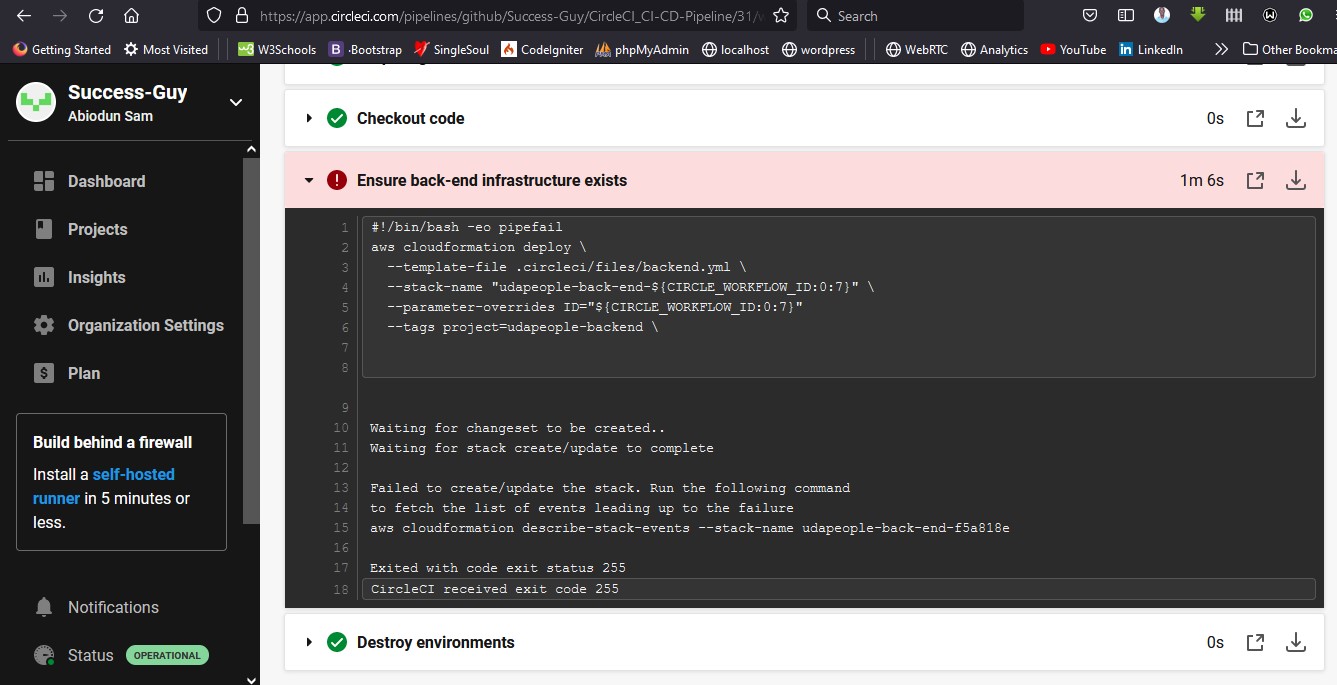 https://app.circleci.com/pipelines/github/Success-Guy/CircleCI_CI-CD-Pipeline/31/
Search
Getting Started
Most Visited
W3Schools
·Bootstrap
SingleSoul
CodeIgniter
phpMyAdmin
localhost
wordpress
WebRTC
Analytics
YouTube
LinkedIn
Other Bookma
Success-Guy
Abiodun Sam
Dashboard
Projects
Insights
Organization Settings
Plan
Build behind a firewall
Install a self-hosted
runner in 5 minutes or
less.
Notifications
Status OPERATIONAL
Checkout code 0s
Ensure back-end infrastructure exists 1m 6s
1 #!/bin/bash -eo pipefail
2 aws cloudformation deploy \
3 --template-file .circleci/files/backend.yml \
4 --stack-name "udapeople-back-end-${CIRCLE_WORKFLOW_ID:0:7}" \
5 --parameter-overrides ID="${CIRCLE_WORKFLOW_ID:0:7}"
6 --tags project=udapeople-backend \
7
8
9
10 Waiting for changeset to be created..
11 Waiting for stack create/update to complete
12
13 Failed to create/update the stack. Run the following command
14 to fetch the list of events leading up to the failure
15 aws cloudformation describe-stack-events --stack-name udapeople-back-end-f5a818e
16
17 Exited with code exit status 255
18 CircleCI received exit code 255
Destroy environments 0s